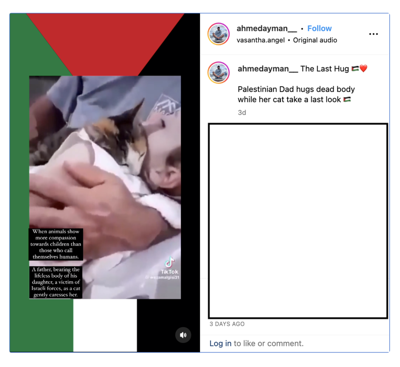 ahmedayman__ • Follow
vasantha.angel • Original audio
ahmedayman__ The Last Hug 🇵🇸❤️
Palestinian Dad hugs dead body
while her cat take a last look 🇵🇸
3d
When animals show
more compassion
towards children than
those who call
themselves humans.
A father, bearing the
lifeless body of his
daughter, a victim of
Israeli forces, as a cat
gently caresses her
TikTok
3 DAYS AGO
Log in to like or comment.